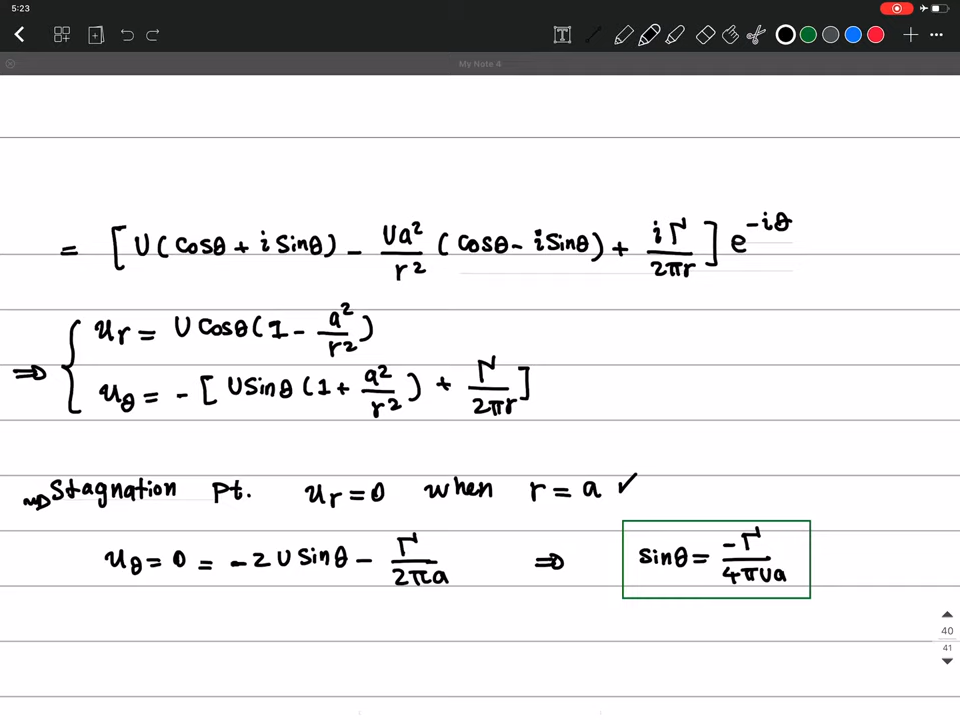 5:23
My Note 4
= [ U ( Cosθ + i Sinθ ) - Ua²/r² ( Cosθ - i Sinθ ) + iΓ/2πr ] e^-iθ
⇒ { u_r = U Cosθ ( 1 - a²/r² )
u_θ = - [ U Sinθ ( 1 + a²/r² ) + Γ/2πr ]
⇝ Stagnation Pt. u_r = 0 when r = a ✓
u_θ = 0 = -2 U Sinθ - Γ/2πa ⇒ Sinθ = -Γ/4πUa
40
41